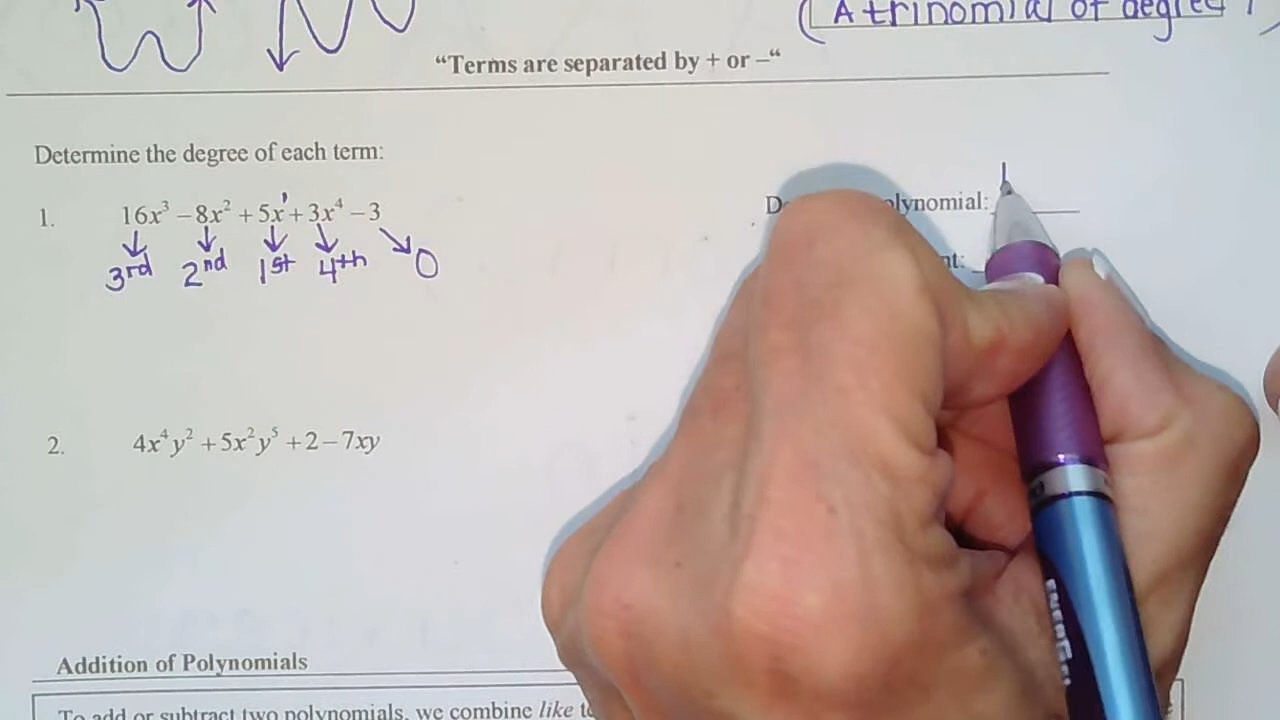 A trinomial of degree
"Terms are separated by + or –"
Determine the degree of each term:
1. 16x³ – 8x² + 5x¹ + 3x⁴ – 3
olynomial:
3rd 2nd 1st 4th 0
nt:
2. 4x⁴y² + 5x²y⁵ + 2 – 7xy
Addition of Polynomials
To add or subtract two polynomials, we combine like